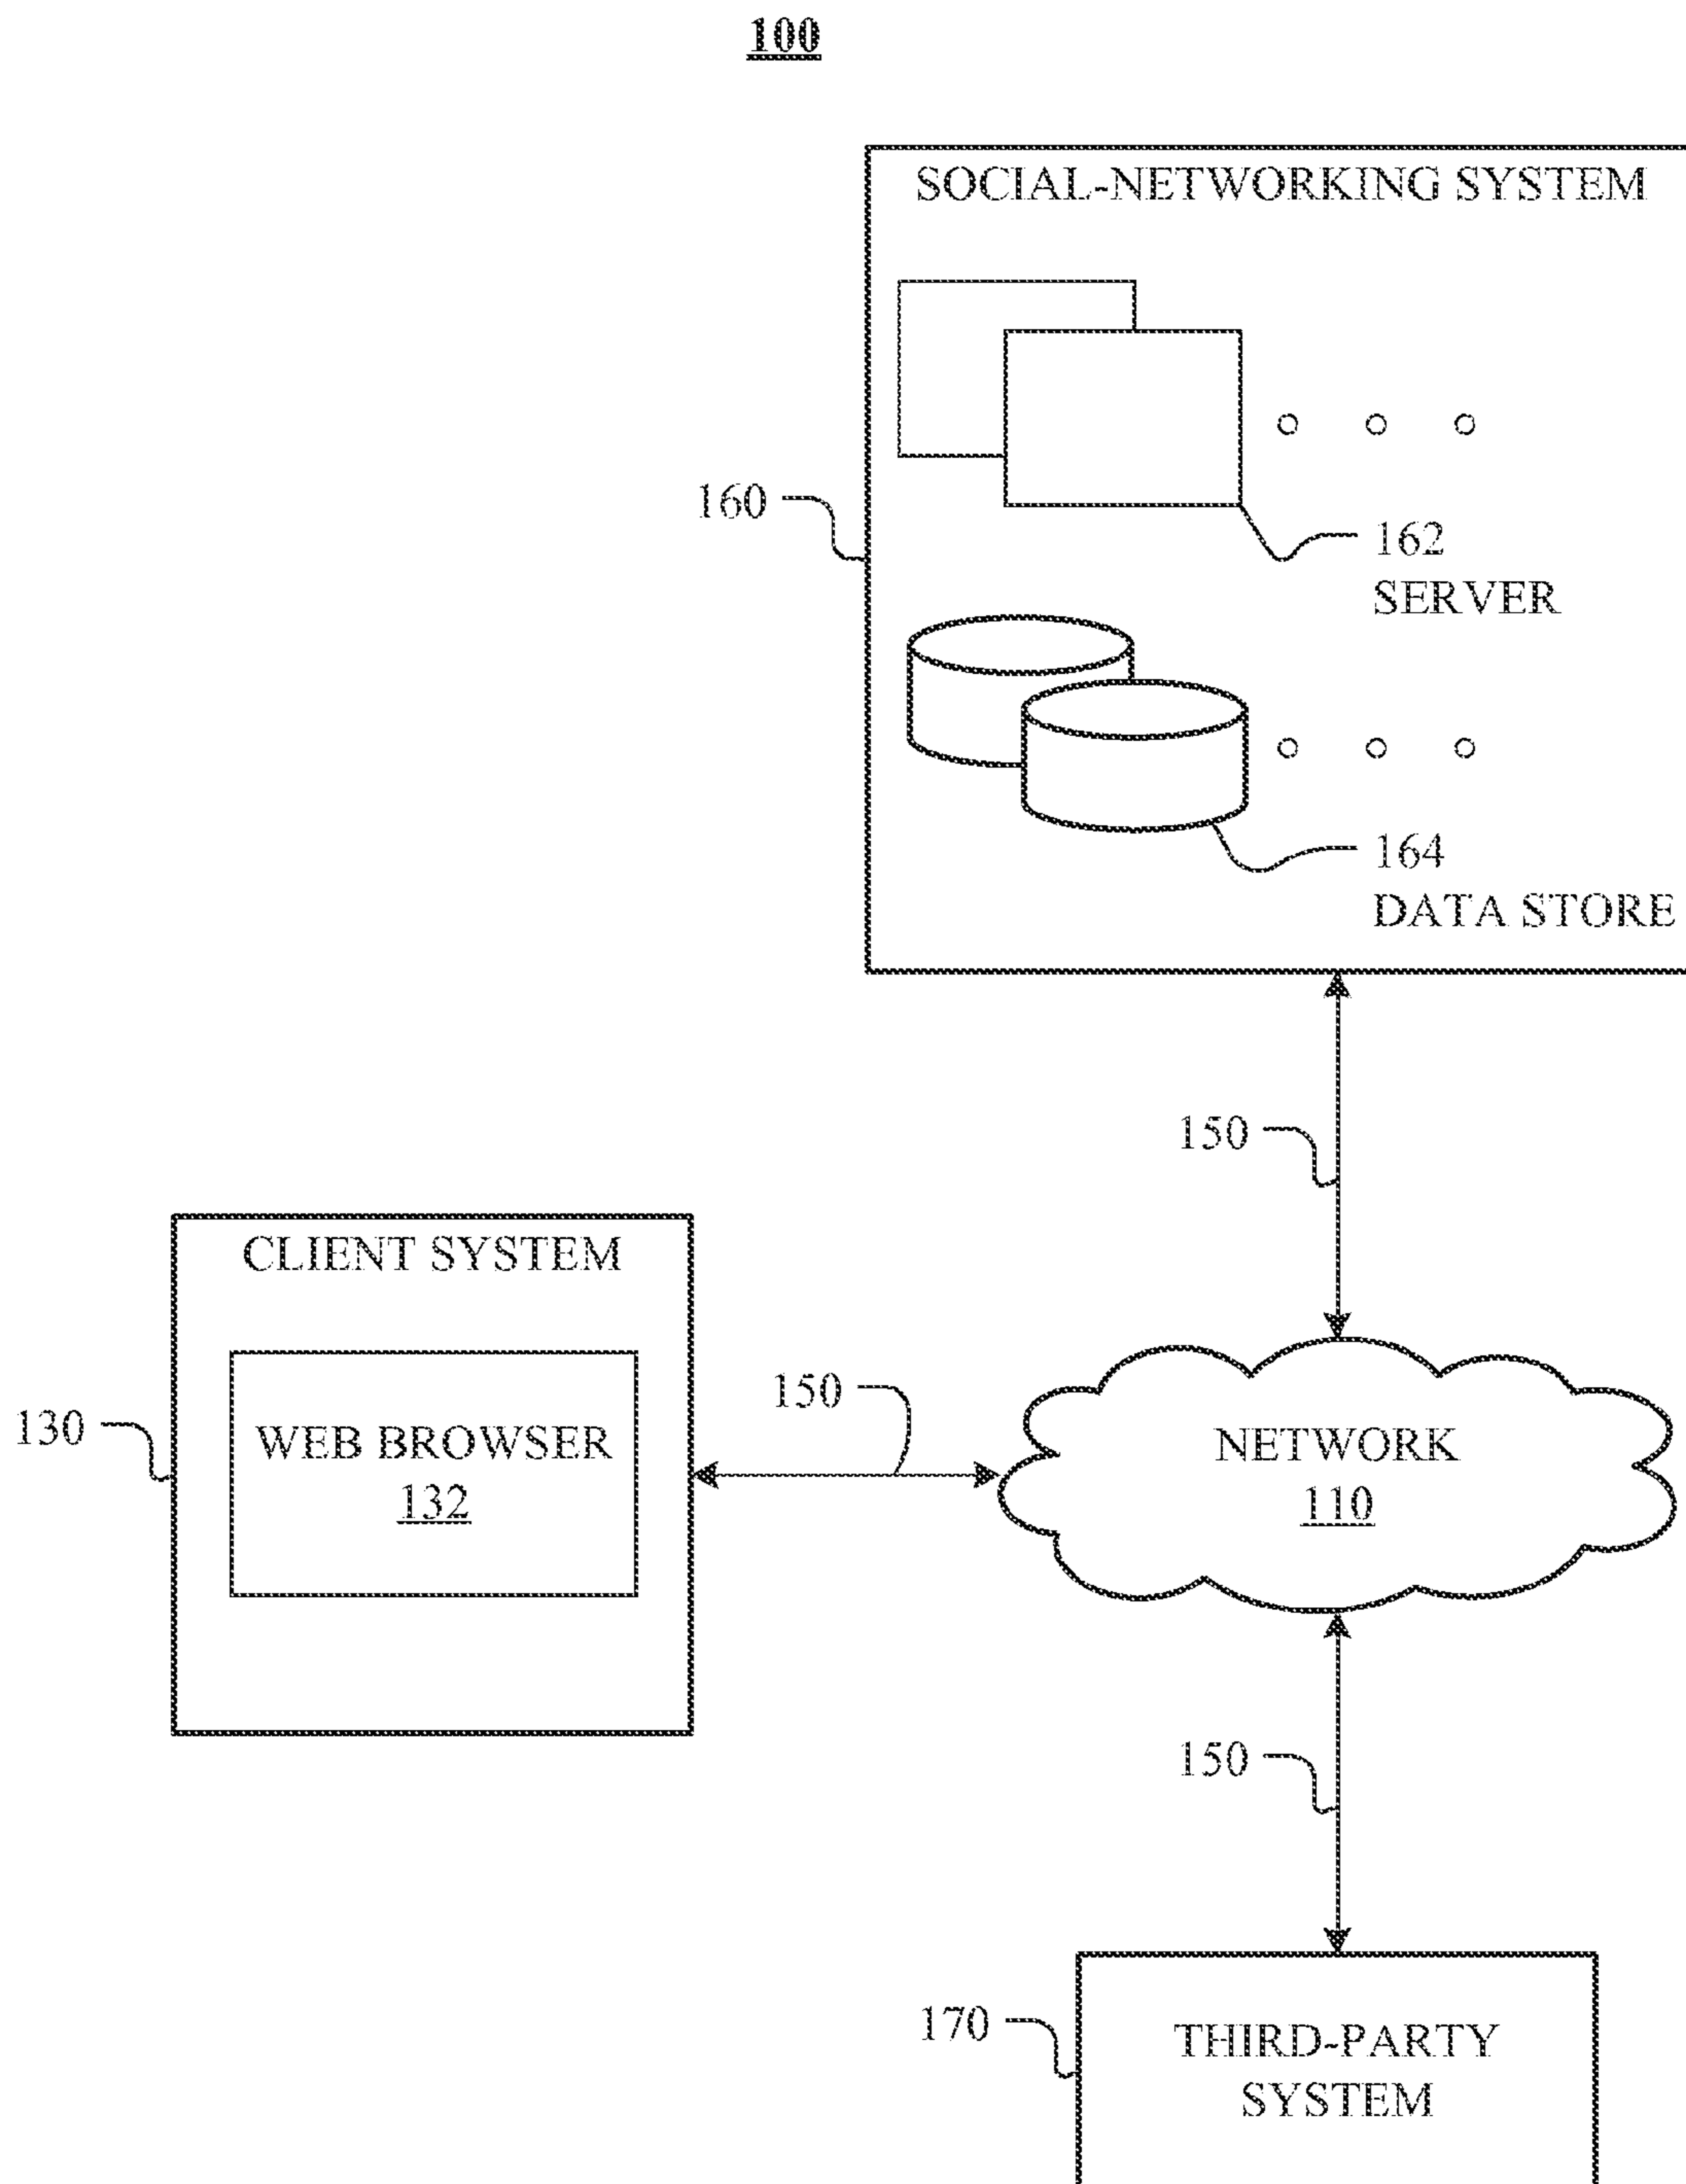 100
SOCIAL-NETWORKING SYSTEM
160
162
SERVER
164
DATA STORE
150
CLIENT SYSTEM
130
WEB BROWSER
132
150
NETWORK
110
150
170
THIRD-PARTY
SYSTEM